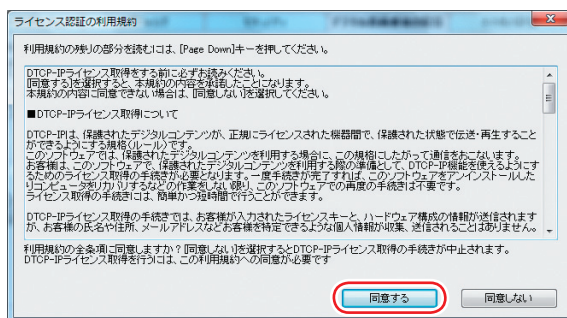 ライセンス認証の利用規約
利用規約の残りの部分を読むには、[Page Down]キーを押してください。
DTCP-IPライセンス取得をする前に必ずお読みください。
[同意する]を選択すると、本規約の内容を承諾したことになります。
本規約の内容に同意できない場合は、[同意しない]を選択してください。
■DTCP-IPライセンス取得について
DTCP-IPは、保護されたデジタルコンテンツが、正規にライセンスされた機器間で、保護された状態で伝送・再生すること
ができるようにする規格(ルール)です。
このソフトウェアでは、保護されたデジタルコンテンツを利用する場合に、この規格にしたがって通信をおこないます。
お客様は、このソフトウェアで、保護されたデジタルコンテンツを利用する際の準備として、DTCP-IP機能を使えるようにす
るためのライセンス取得の手続きが必要となります。一度手続きが完了すれば、このソフトウェアをアンインストールした
りコンピュータをリカバリするなどの作業をしない限り、このソフトウェアでの再度の手続きは不要です。
ライセンス取得の手続きは、簡単かつ短時間で行うことができます。
DTCP-IPライセンス取得の手続きでは、お客様が入力されたライセンスキーと、ハードウェア構成の情報が送信されます
が、お客様の氏名や住所、メールアドレスなどお客様を特定できるような個人情報が収集、送信されることはありません。
利用規約の全条項に同意しますか？[同意しない]を選択するとDTCP-IPライセンス取得の手続きが中止されます。
DTCP-IPライセンス取得を行うには、この利用規約への同意が必要です
同意する
同意しない